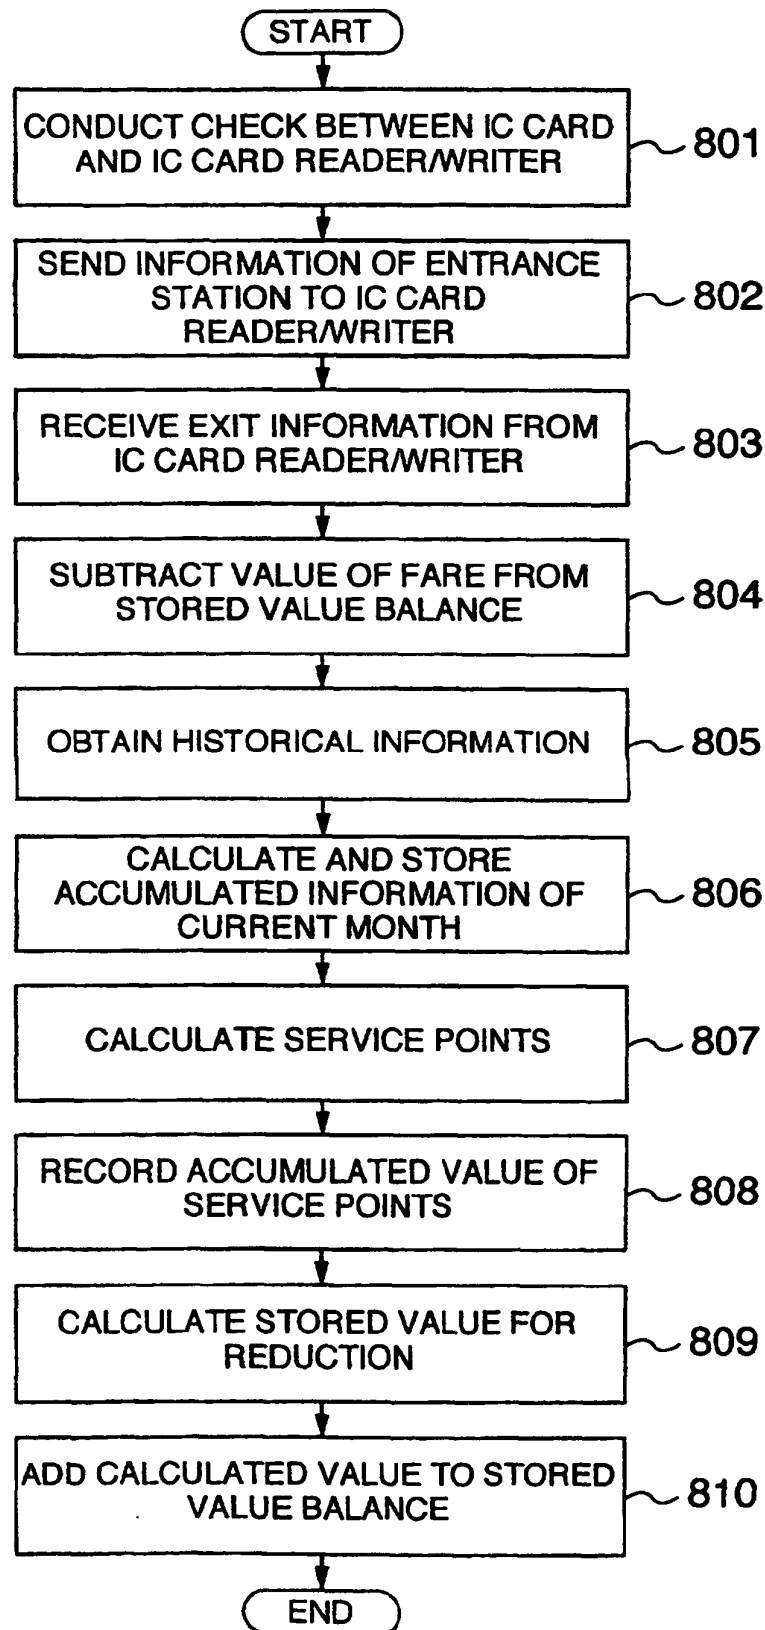 START
CONDUCT CHECK BETWEEN IC CARD
AND IC CARD READER/WRITER
801
SEND INFORMATION OF ENTRANCE
STATION TO IC CARD
READER/WRITER
802
RECEIVE EXIT INFORMATION FROM
IC CARD READER/WRITER
803
SUBTRACT VALUE OF FARE FROM
STORED VALUE BALANCE
804
OBTAIN HISTORICAL INFORMATION
805
CALCULATE AND STORE
ACCUMULATED INFORMATION OF
CURRENT MONTH
806
CALCULATE SERVICE POINTS
807
RECORD ACCUMULATED VALUE OF
SERVICE POINTS
808
CALCULATE STORED VALUE FOR
REDUCTION
809
ADD CALCULATED VALUE TO STORED
VALUE BALANCE
810
END